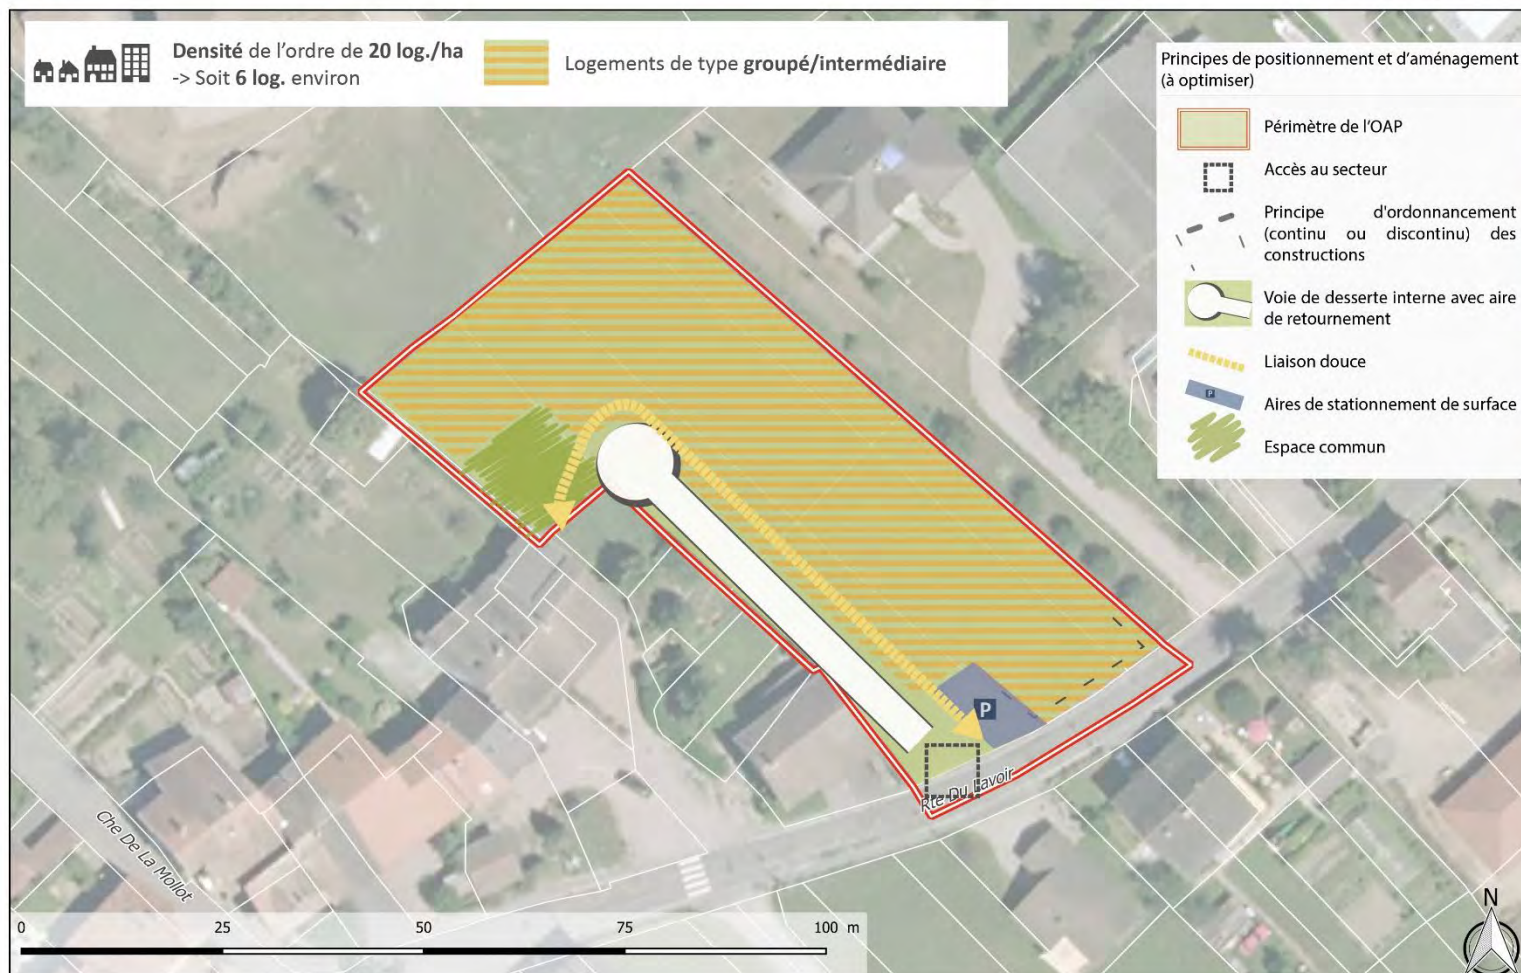 Densité de l'ordre de 20 log./ha
-> Soit 6 log. environ
Logements de type groupé/intermédiaire
Principes de positionnement et d'aménagement
(à optimiser)
Périmètre de l'OAP
Accès au secteur
Principe d'ordonnancement
(continu ou discontinu) des
constructions
Voie de desserte interne avec aire
de retournement
Liaison douce
P
Aires de stationnement de surface
Espace commun
P
Rte Du Lavoir
Che De La Mollot
0 25 50 75 100 m
N